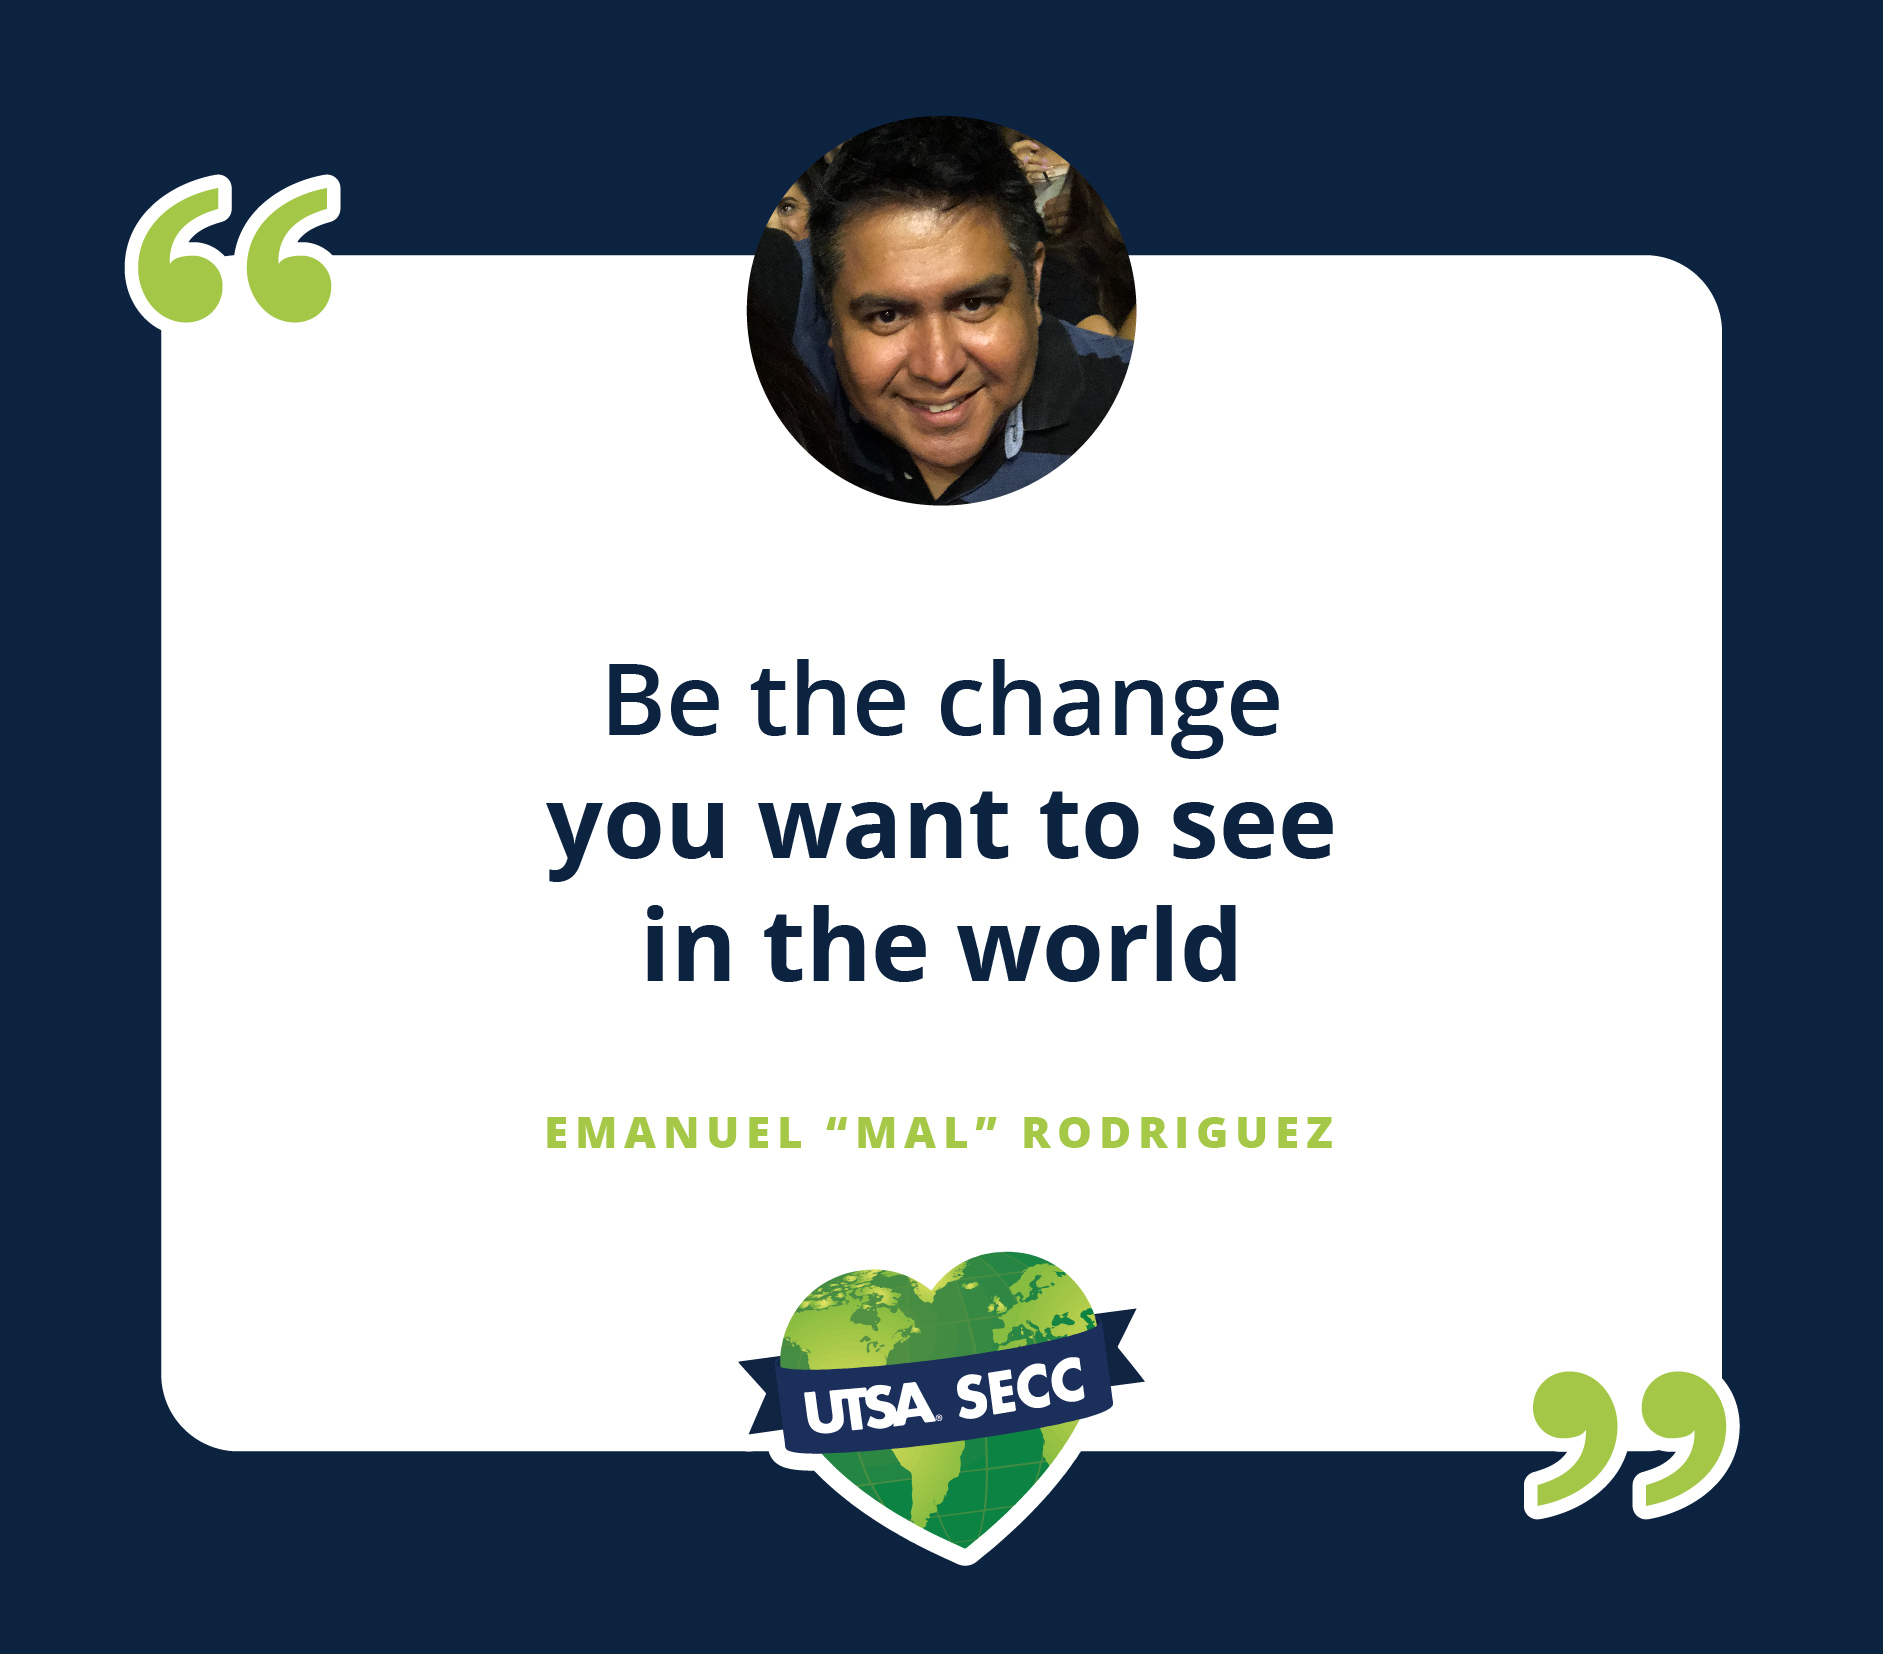 Be the change
you want to see
in the world
EMANUEL “MAL” RODRIGUEZ
UTSA® SECC